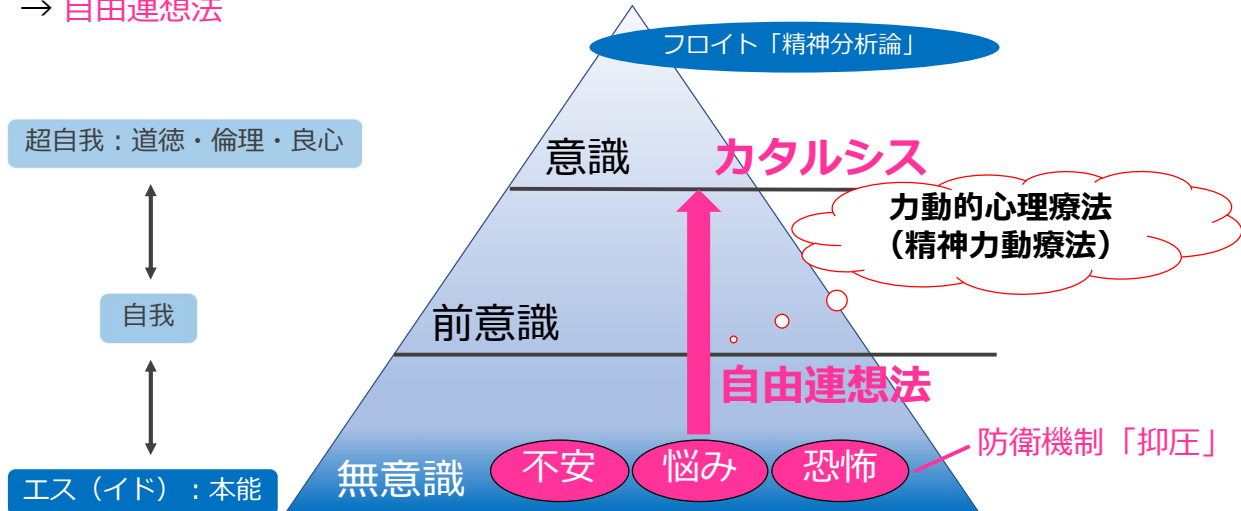 → 自由連想法
フロイト「精神分析論」
超自我：道徳・倫理・良心
意識
カタルシス
力動的心理療法
（精神力動療法）
自我
前意識
自由連想法
防衛機制「抑圧」
エス（イド）：本能
無意識
不安
悩み
恐怖